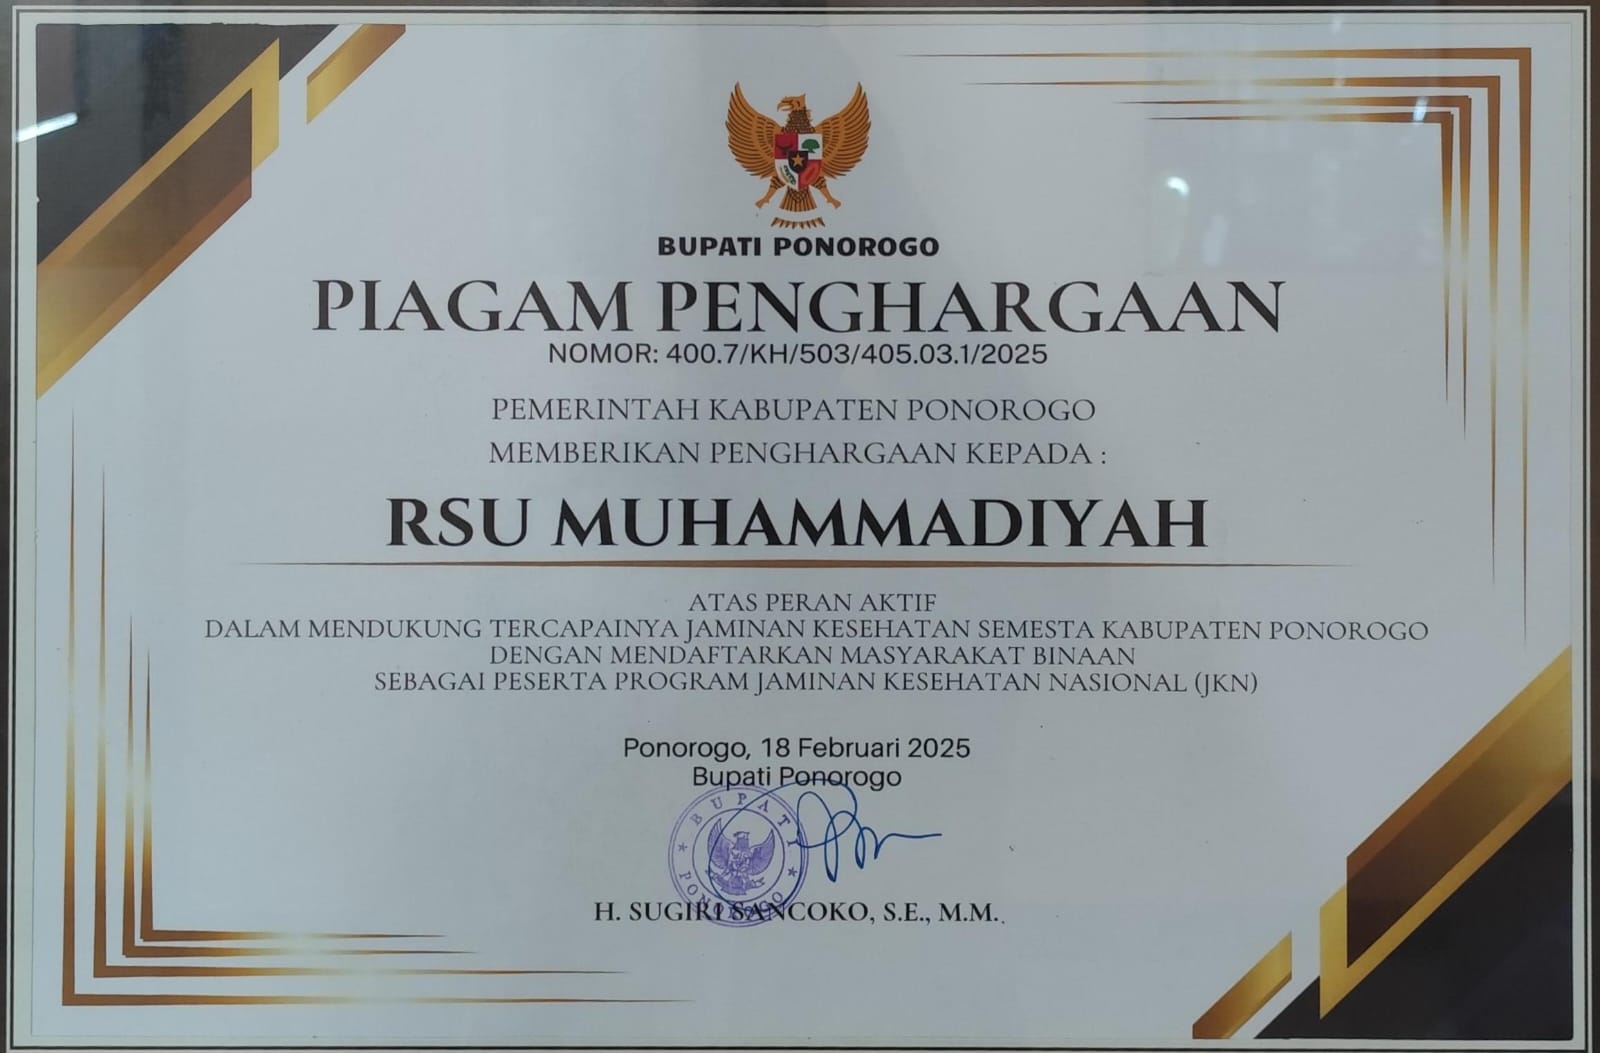 BUPATI PONOROGO
PIAGAM PENGHARGAAN
NOMOR: 400.7/KH/503/405.03.1/2025
PEMERINTAH KABUPATEN PONOROGO
MEMBERIKAN PENGHARGAAN KEPADA :
RSU MUHAMMADIYAH
ATAS PERAN AKTIF
DALAM MENDUKUNG TERCAPAINYA JAMINAN KESEHATAN SEMESTA KABUPATEN PONOROGO
DENGAN MENDAFTARKAN MASYARAKAT BINAAN
SEBAGAI PESERTA PROGRAM JAMINAN KESEHATAN NASIONAL (JKN)
Ponorogo, 18 Februari 2025
Bupati Ponorogo
BUPATI
PONOROGO
H. SUGIRI SANCOKO, S.E., M.M.